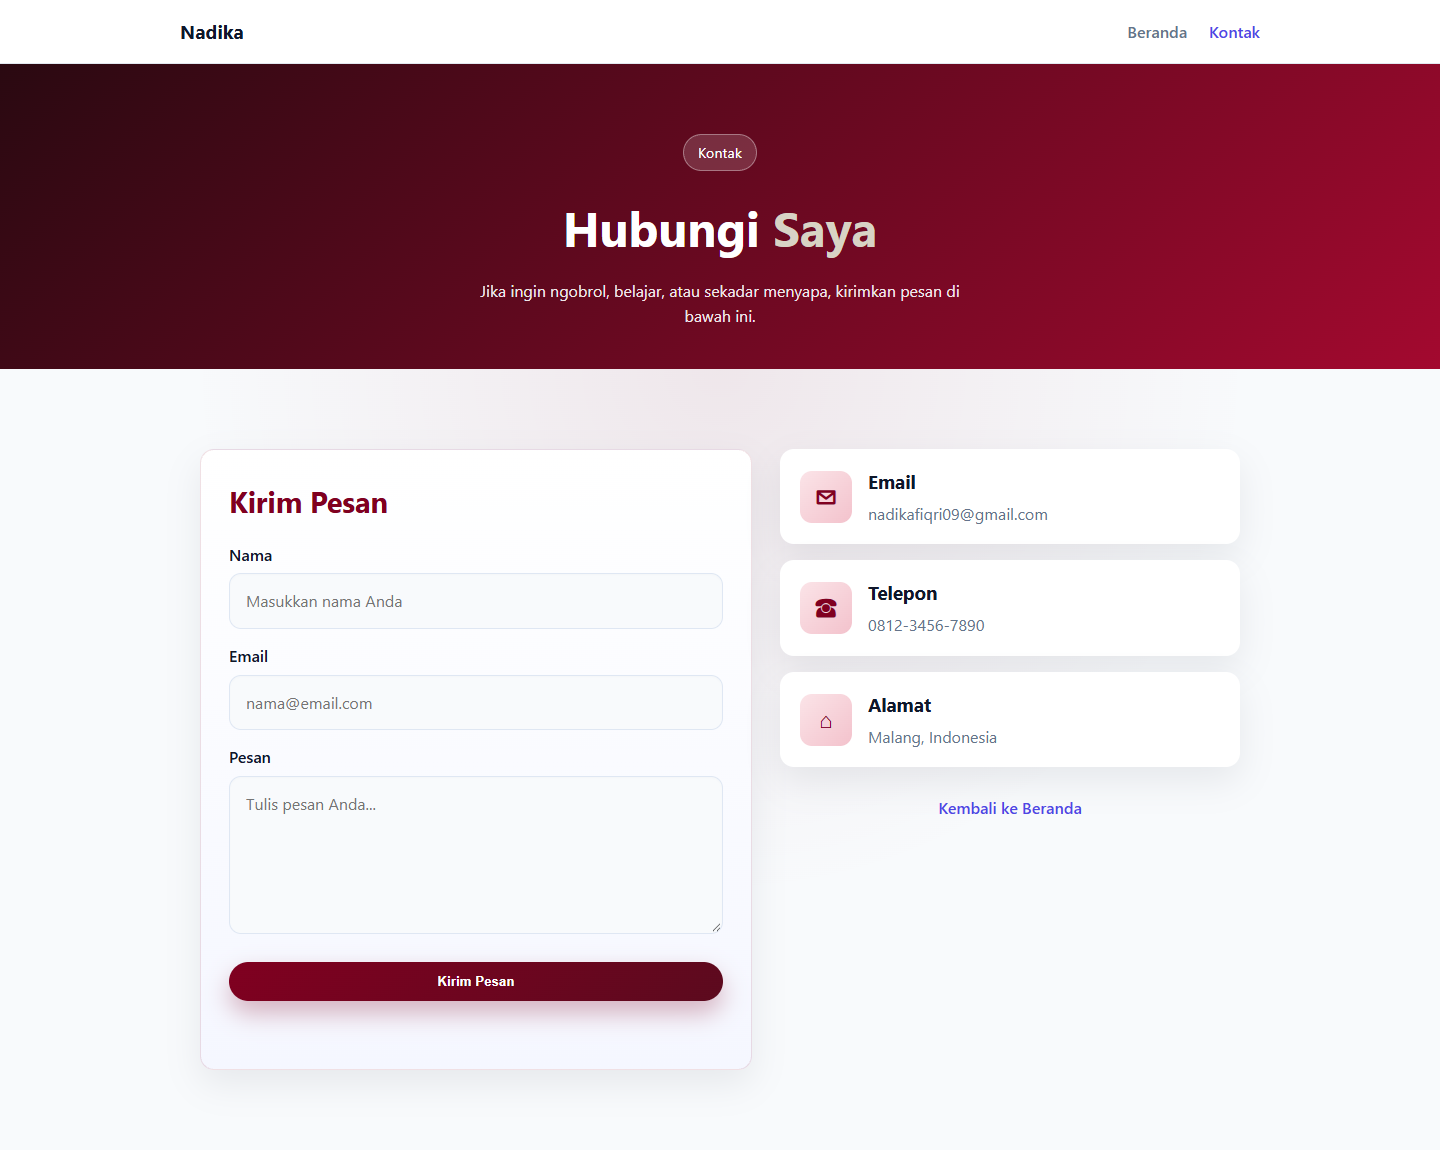 Nadika
Beranda
Kontak
Kontak
Hubungi Saya
Jika ingin ngobrol, belajar, atau sekadar menyapa, kirimkan pesan di
bawah ini.
Kirim Pesan
Nama
Masukkan nama Anda
Email
nama@email.com
Pesan
Tulis pesan Anda...
Kirim Pesan
Email
nadikafiqri09@gmail.com
Telepon
0812-3456-7890
Alamat
Malang, Indonesia
Kembali ke Beranda